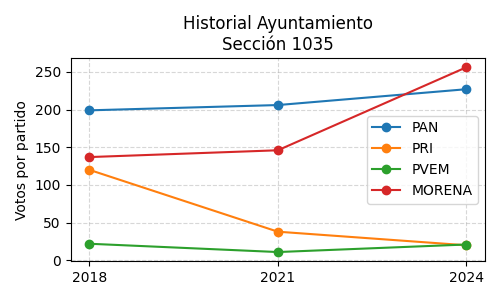 Historial Ayuntamiento
Sección 1035
Votos por partido
250
200
150
100
50
0
2018
2021
2024
PAN
PRI
PVEM
MORENA